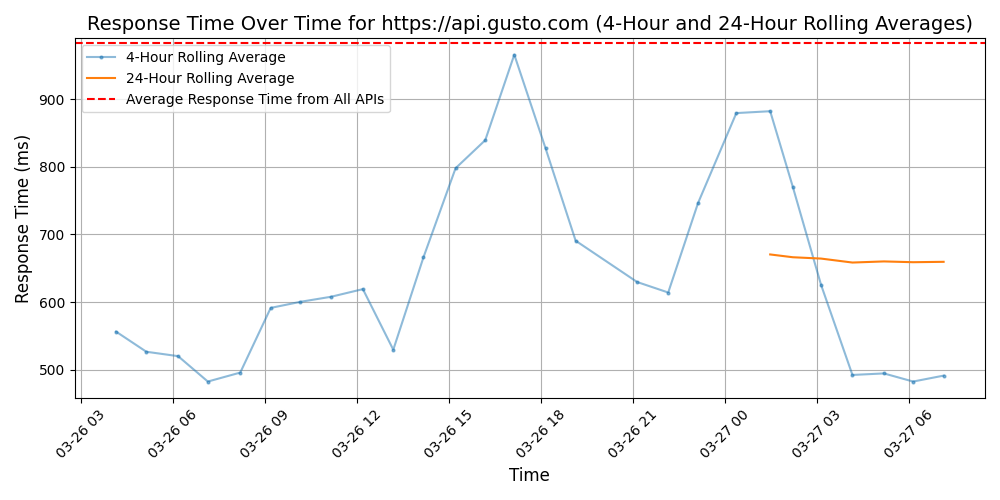 Response Time Over Time for https://api.gusto.com (4-Hour and 24-Hour Rolling Averages)
4-Hour Rolling Average
24-Hour Rolling Average
Average Response Time from All APIs
Response Time (ms)
900
800
700
600
500
03-26 03
03-26 06
03-26 09
03-26 12
03-26 15
03-26 18
03-26 21
03-27 00
03-27 03
03-27 06
Time